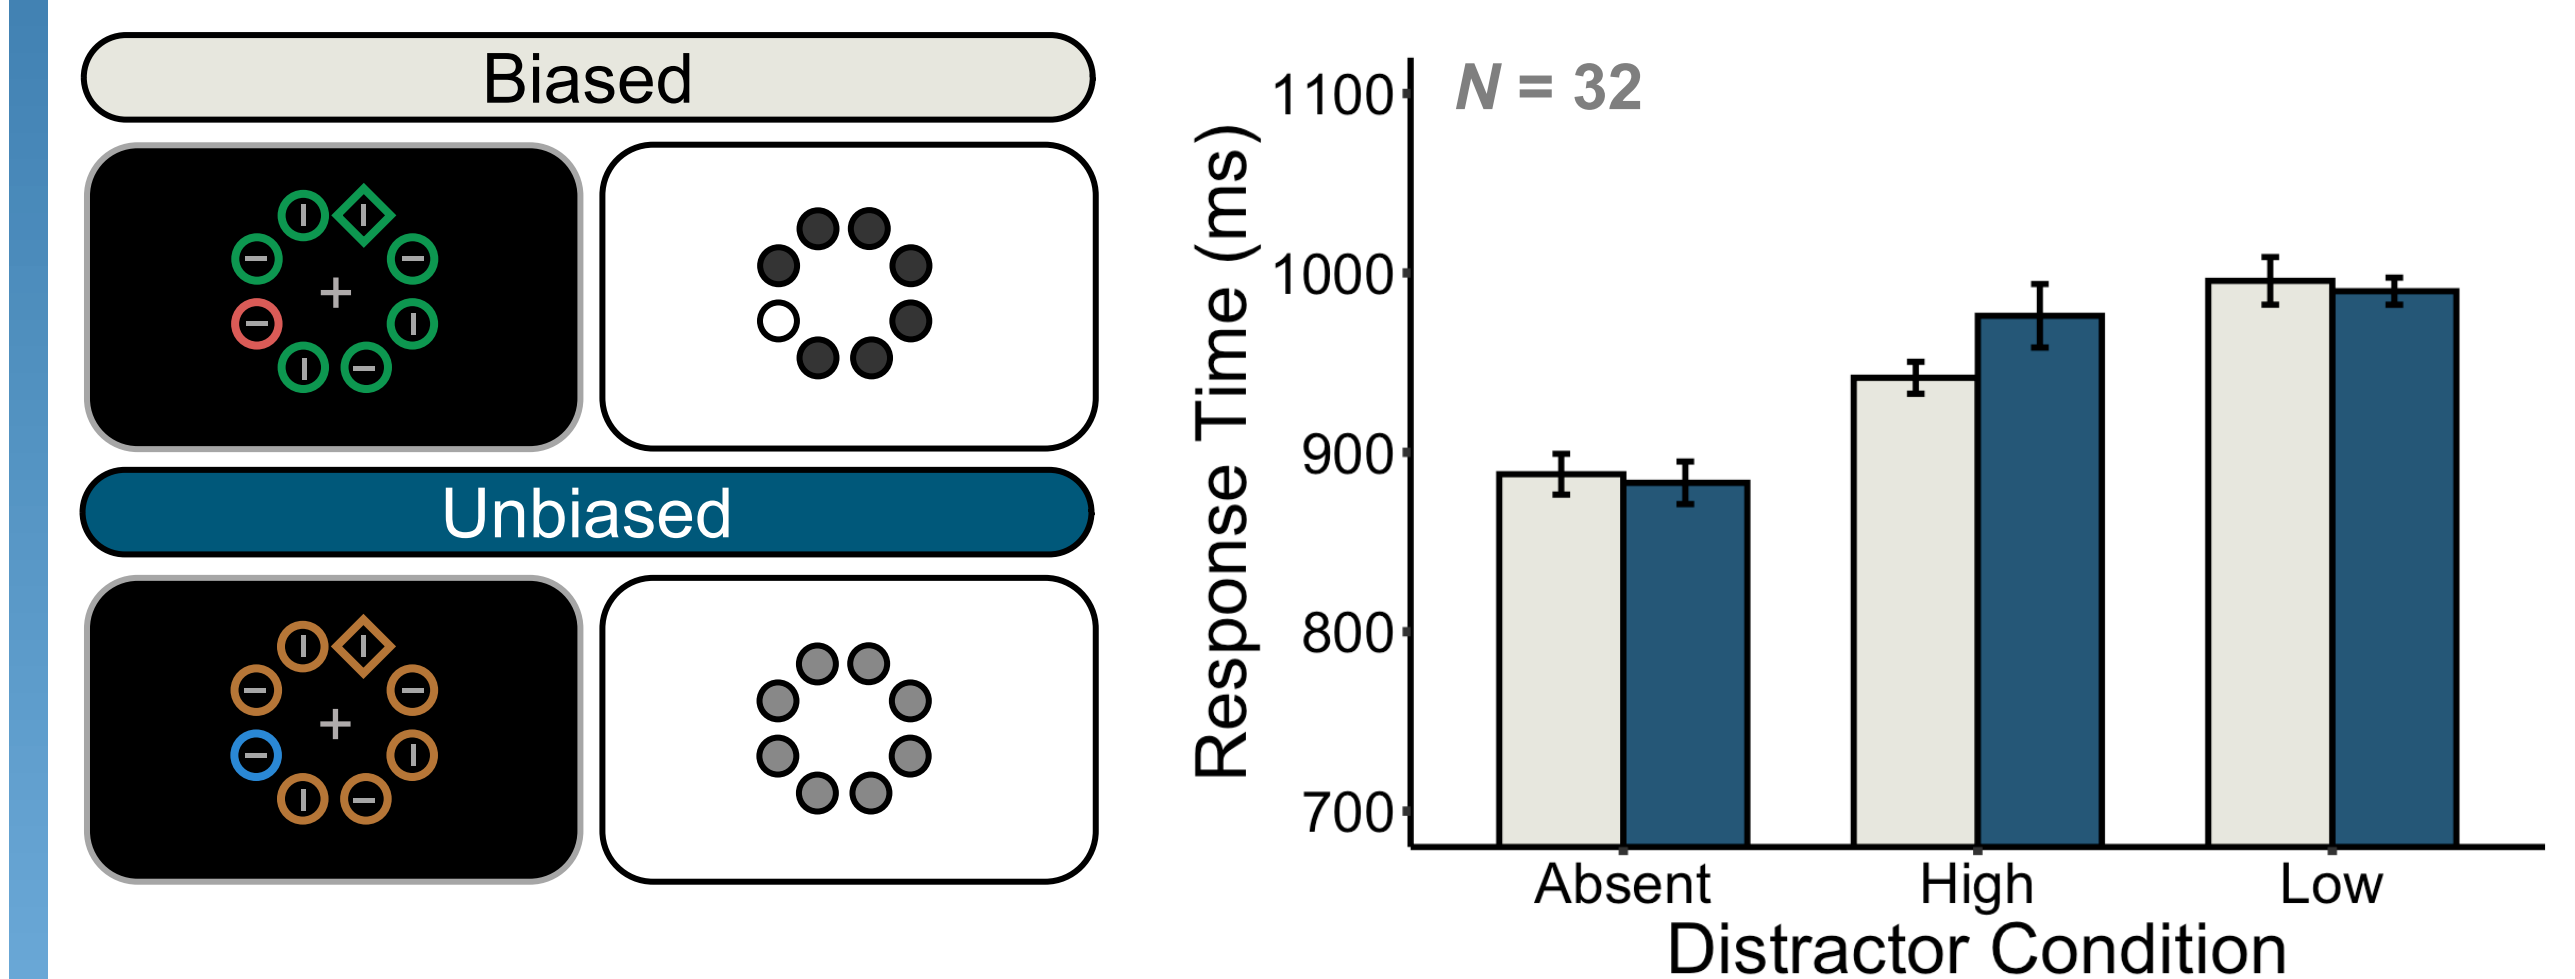 Biased
Unbiased
N = 32
Response Time (ms)
1100
1000
900
800
700
Absent
High
Low
Distractor Condition